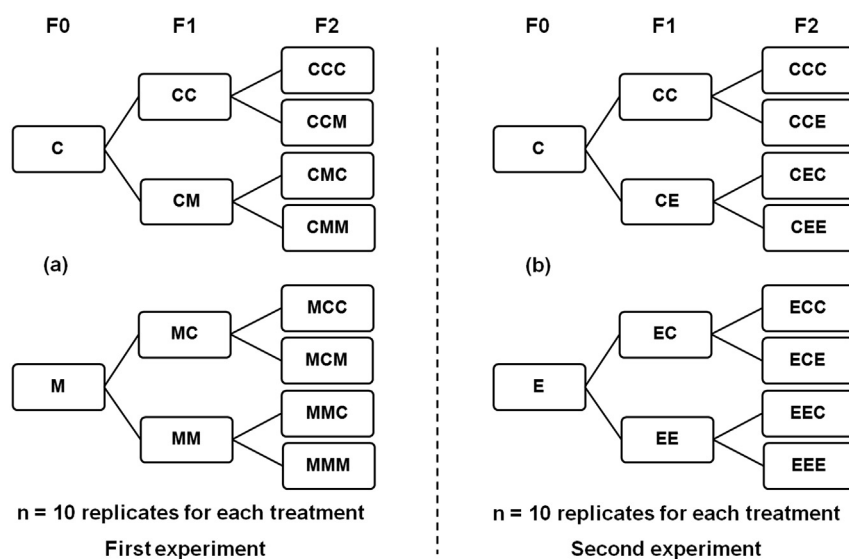 F0 F1 F2
CCC
CC
CCM
C
CMC
CM
CMM
(a)
MCC
MC
MCM
M
MMC
MM
MMM
n = 10 replicates for each treatment
First experiment
F0 F1 F2
CCC
CC
CCE
C
CEC
CE
CEE
(b)
ECC
EC
ECE
E
EEC
EE
EEE
n = 10 replicates for each treatment
Second experiment